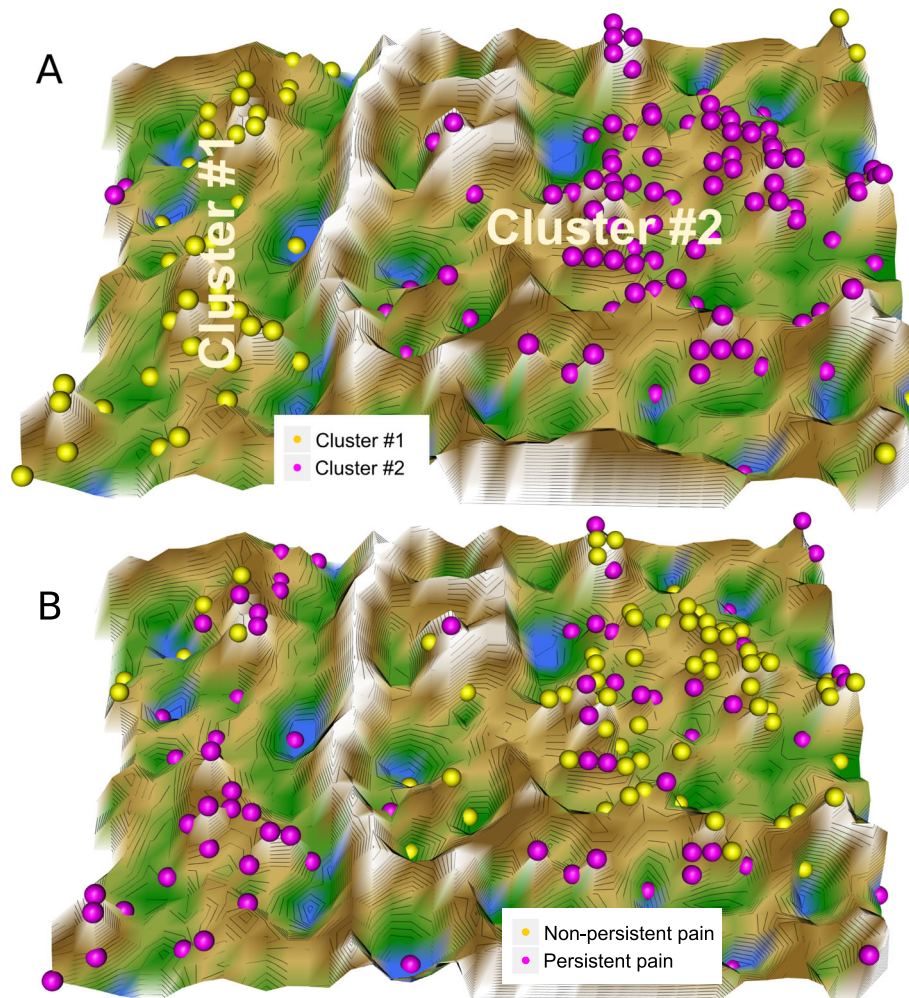 A
Cluster #1
Cluster #2
Cluster #1
Cluster #2
B
Non-persistent pain
Persistent pain